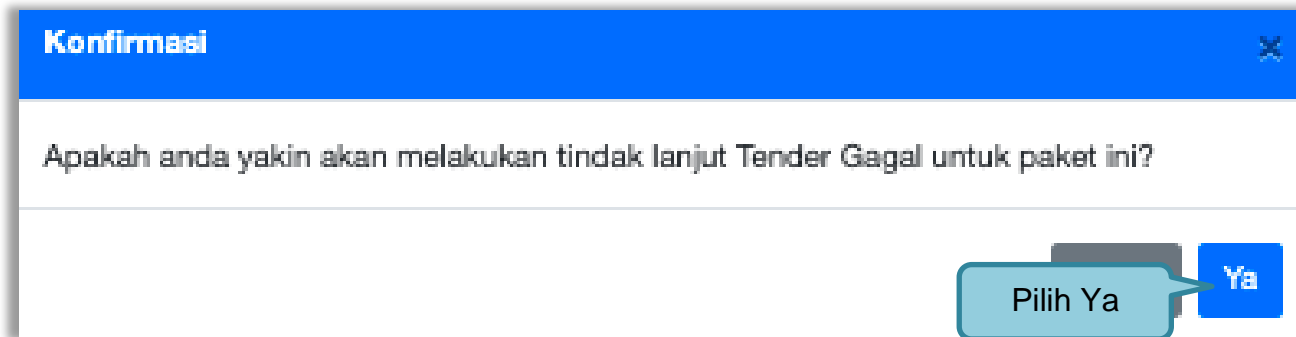 Konfirmasi
×
Apakah anda yakin akan melakukan tindak lanjut Tender Gagal untuk paket ini?
Pilih Ya
Ya